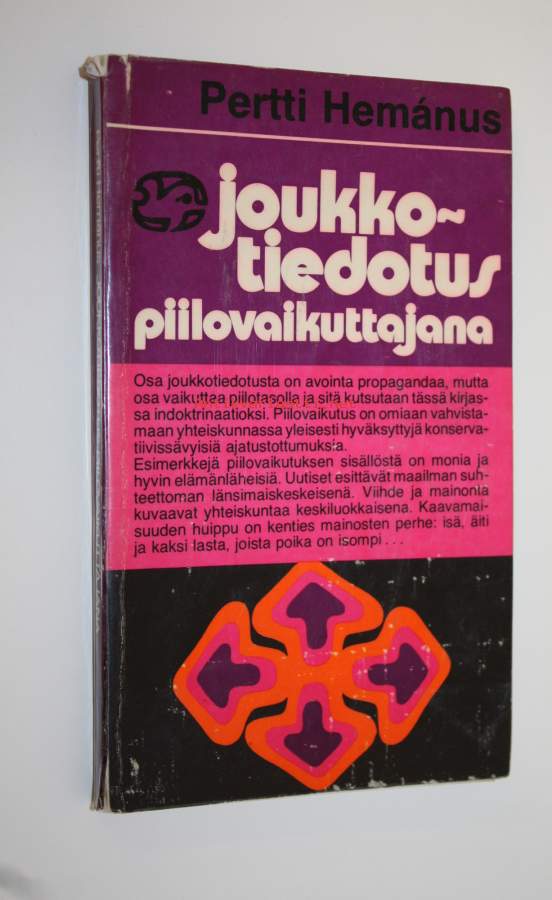 Pertti Hemánus
joukko~
tiedotus
piilovaikuttajana
Osa joukkotiedotusta on avointa propagandaa, mutta
osa vaikuttaa piilotasolla ja sitä kutsutaan tässä kirjas-
sa indoktrinaatioksi. Piilovaikutus on omiaan vahvista-
maan yhteiskunnassa yleisesti hyväksyttyjä konserva-
tiivissävyisiä ajatustottumuksia.
Esimerkkejä piilovaikutuksen sisällöstä on monia ja
hyvin elämänläheisiä. Uutiset esittävät maailman suh-
teettoman länsimaiskeskeisenä. Viihde ja mainonta
kuvaavat yhteiskuntaa keskiluokkaisena. Kaavamai-
suuden huippu on kenties mainosten perhe: isä, äiti
ja kaksi lasta, joista poika on isompi...